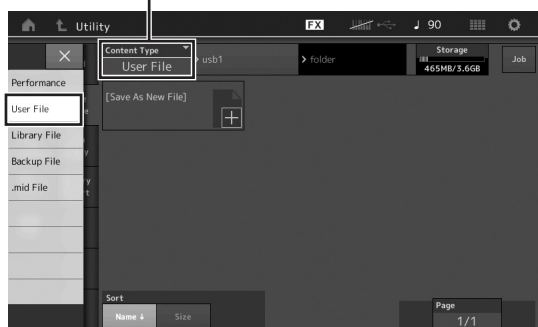 Utility
FX
♩ 90
Content Type
User File
usb1
> folder
Storage
465MB/3.6GB
Job
Performance
User File
Library File
Backup File
.mid File
[Save As New File]
Sort
Name ↓
Size
Page
1/1